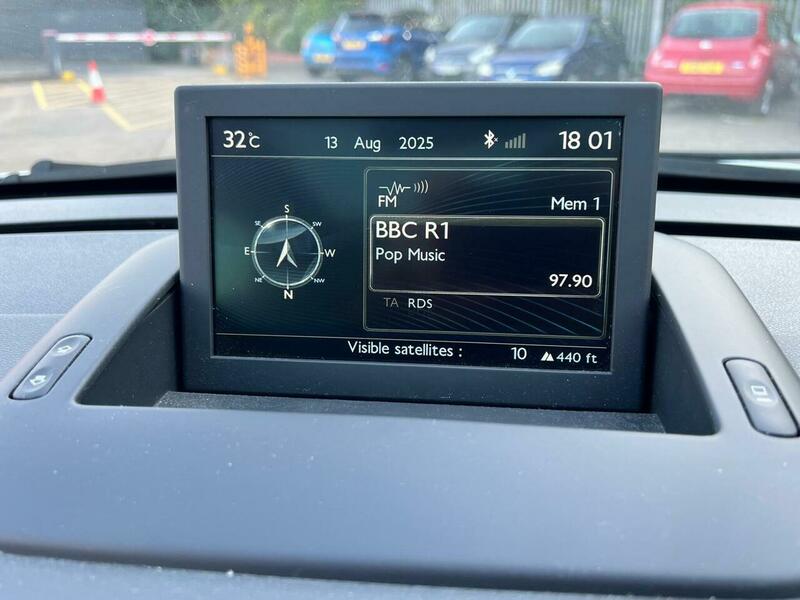 32°C 13 Aug 2025 18 01
FM Mem 1
BBC R1
Pop Music
97.90
TA RDS
S
SE SW
E W
NE NW
N
Visible satellites : 10 440 ft